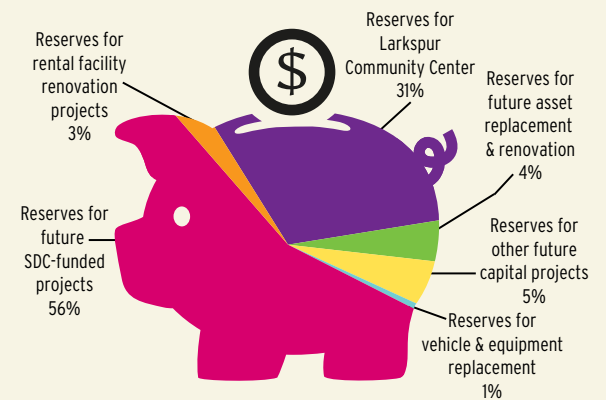 $
Reserves for
rental facility
renovation
projects
3%
Reserves for
Larkspur
Community Center
31%
Reserves for
future asset
replacement
& renovation
4%
Reserves for
other future
capital projects
5%
Reserves for
vehicle & equipment
replacement
1%
Reserves for
future
SDC-funded
projects
56%